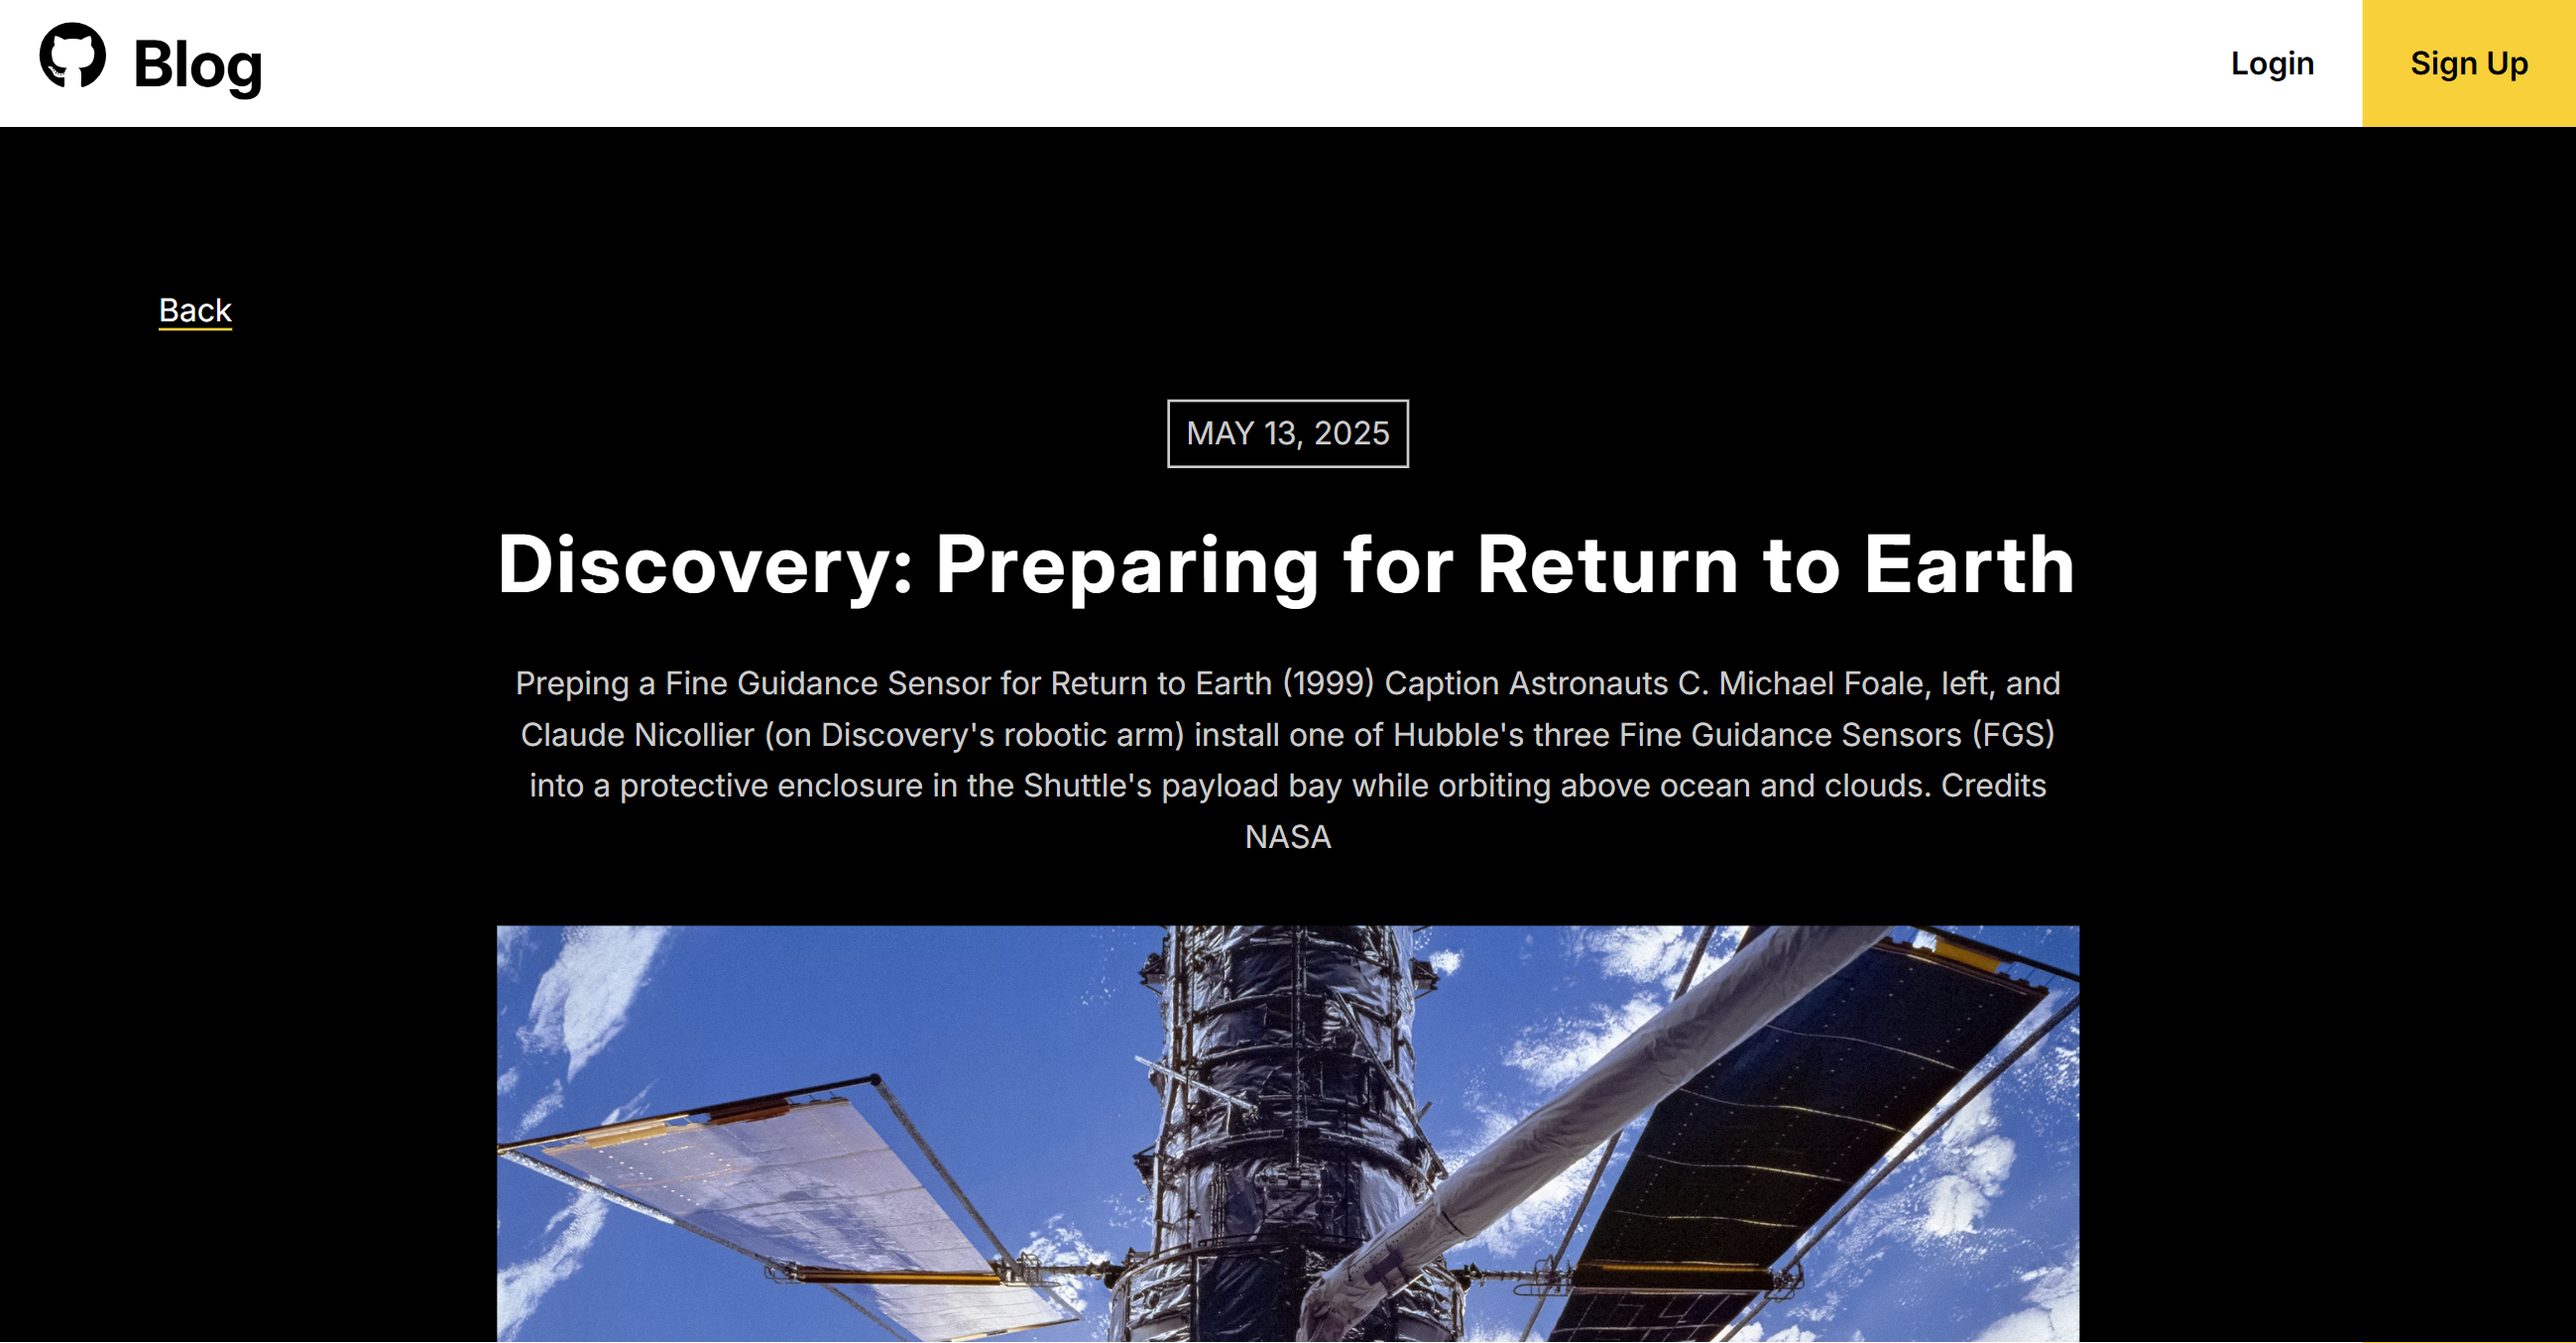 Blog
Login
Sign Up
Back
MAY 13, 2025
Discovery: Preparing for Return to Earth
Preping a Fine Guidance Sensor for Return to Earth (1999) Caption Astronauts C. Michael Foale, left, and
Claude Nicollier (on Discovery's robotic arm) install one of Hubble's three Fine Guidance Sensors (FGS)
into a protective enclosure in the Shuttle's payload bay while orbiting above ocean and clouds. Credits
NASA